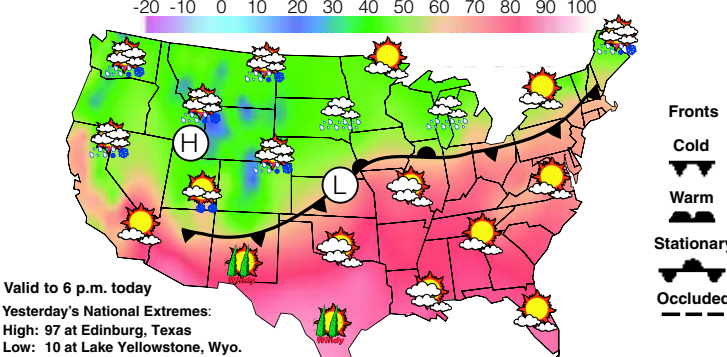 -20 -10 0 10 20 30 40 50 60 70 80 90 100
H
L
Windy
Windy
Fronts
Cold
Warm
Stationary
Occluded
Valid to 6 p.m. today
Yesterday's National Extremes:
High: 97 at Edinburg, Texas
Low: 10 at Lake Yellowstone, Wyo.